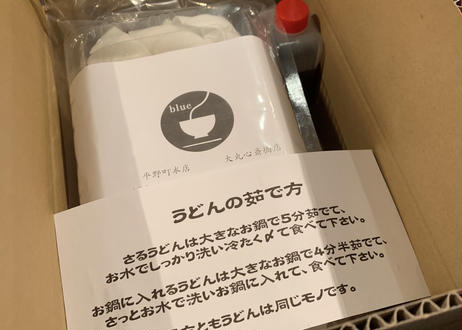 blue
平野町本店
大丸心斎橋店
うどんの茹で方
ざるうどんは大きなお鍋で5分茹でて、
お水でしっかり洗い冷たく〆て食べて下さい。
お鍋に入れるうどんは大きなお鍋で4分半茹でて、
さっとお水で洗いお鍋に入れて、食べて下さい。
ともうどんは同じモノです。